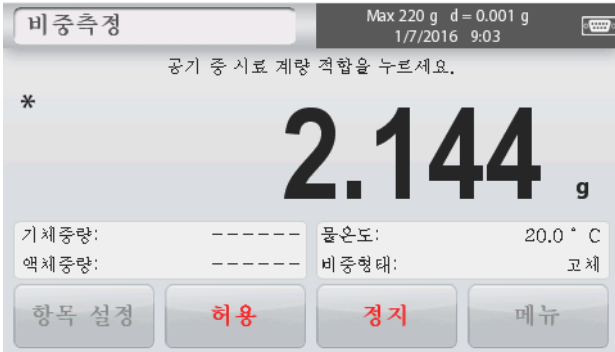 비중측정
Max 220 g d = 0.001 g
1/7/2016 9:03
공기 중 시료 계량 적합을 누르세요.
*
2.144 g
기체중량: ------
물온도: 20.0 ° C
액체중량: ------
비중형태: 고체
항목 설정
허용
정지
메뉴